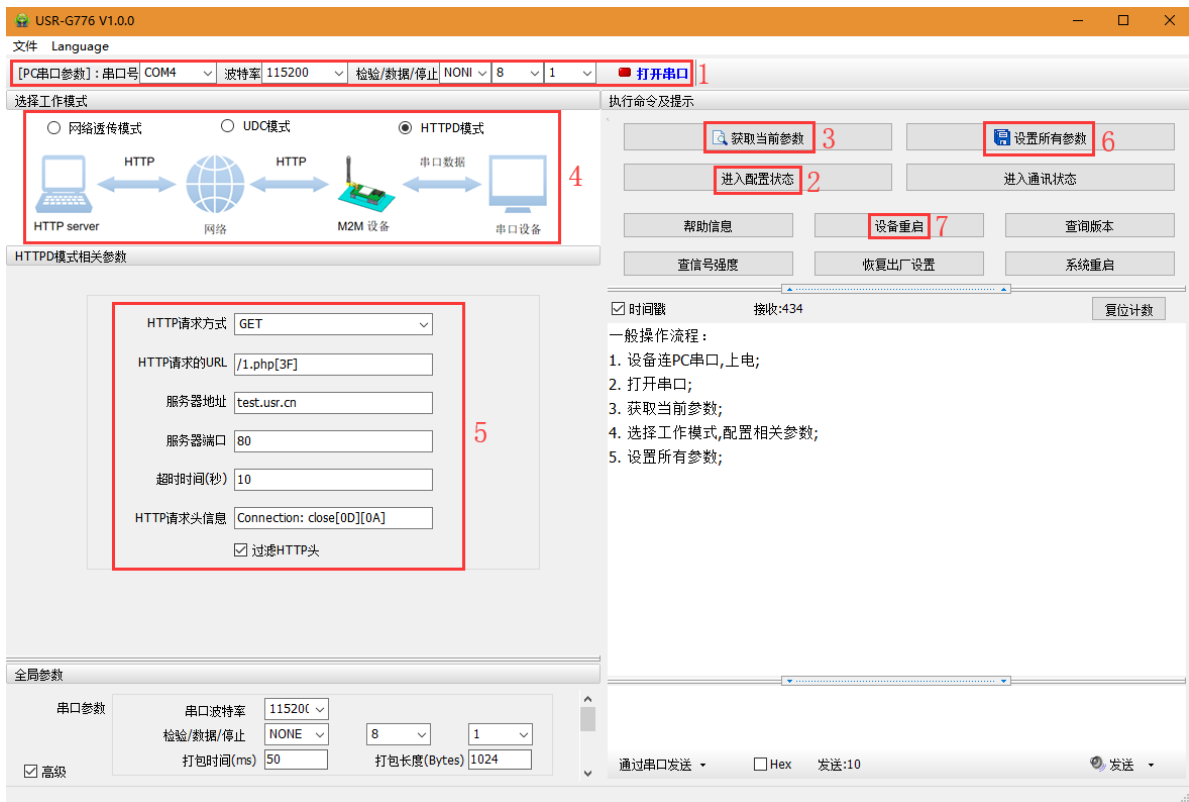 USR-G776 V1.0.0
文件 Language
[PC串口参数]：串口号 COM4 波特率 115200 检验/数据/停止 NONI 8 1 打开串口 1
选择工作模式
网络透传模式 UDC模式 HTTPD模式
HTTP HTTP 串口数据
4
HTTP server 网络 M2M 设备 串口设备
HTTPD模式相关参数
HTTP请求方式 GET
HTTP请求的URL /1.php[3F]
服务器地址 test.usr.cn
服务器端口 80
5
超时时间(秒) 10
HTTP请求头信息 Connection: close[0D][0A]
过滤HTTP头
全局参数
串口参数 串口波特率 115200
检验/数据/停止 NONE 8 1
打包时间(ms) 50 打包长度(Bytes) 1024
高级
执行命令及提示
获取当前参数 3 设置所有参数 6
进入配置状态 2 进入通讯状态
帮助信息 设备重启 7 查询版本
查信号强度 恢复出厂设置 系统重启
时间戳 接收:434 复位计数
一般操作流程：
1. 设备连PC串口,上电;
2. 打开串口;
3. 获取当前参数;
4. 选择工作模式,配置相关参数;
5. 设置所有参数;
通过串口发送 Hex 发送:10 发送